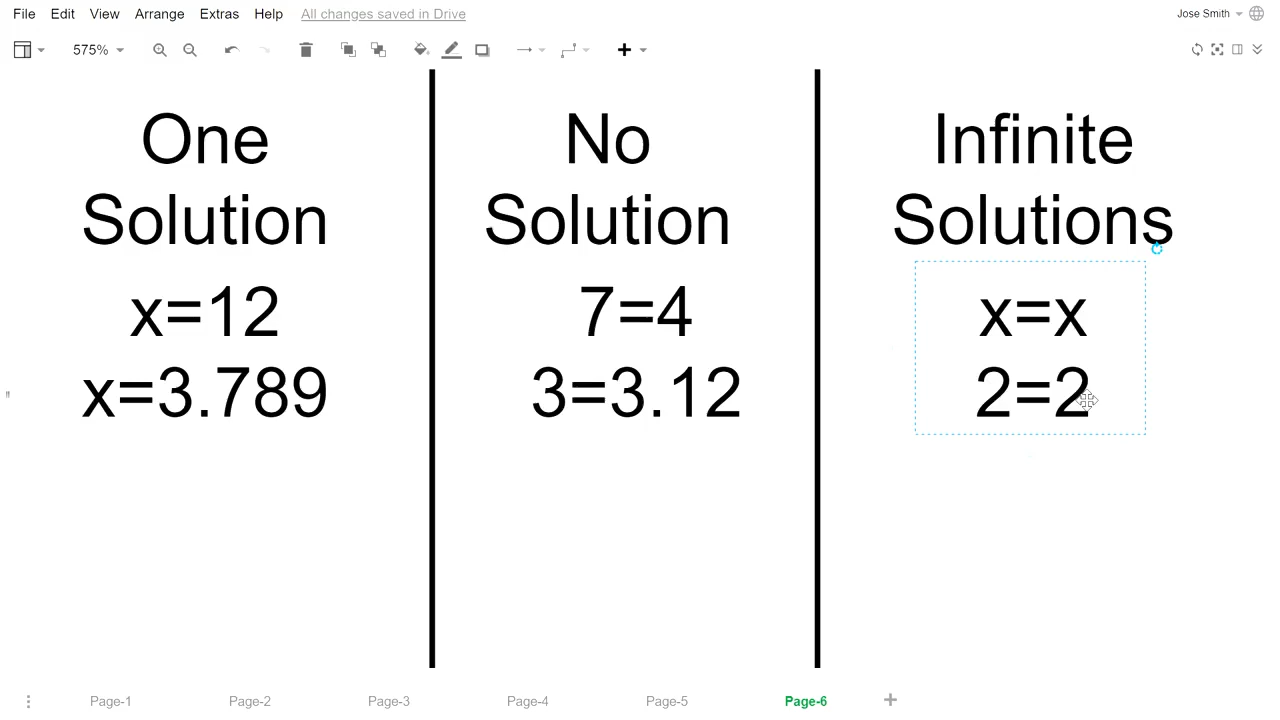 File Edit View Arrange Extras Help All changes saved in Drive Jose Smith
575%
One
Solution
x=12
x=3.789
No
Solution
7=4
3=3.12
Infinite
Solutions
x=x
2=2
Page-1 Page-2 Page-3 Page-4 Page-5 Page-6